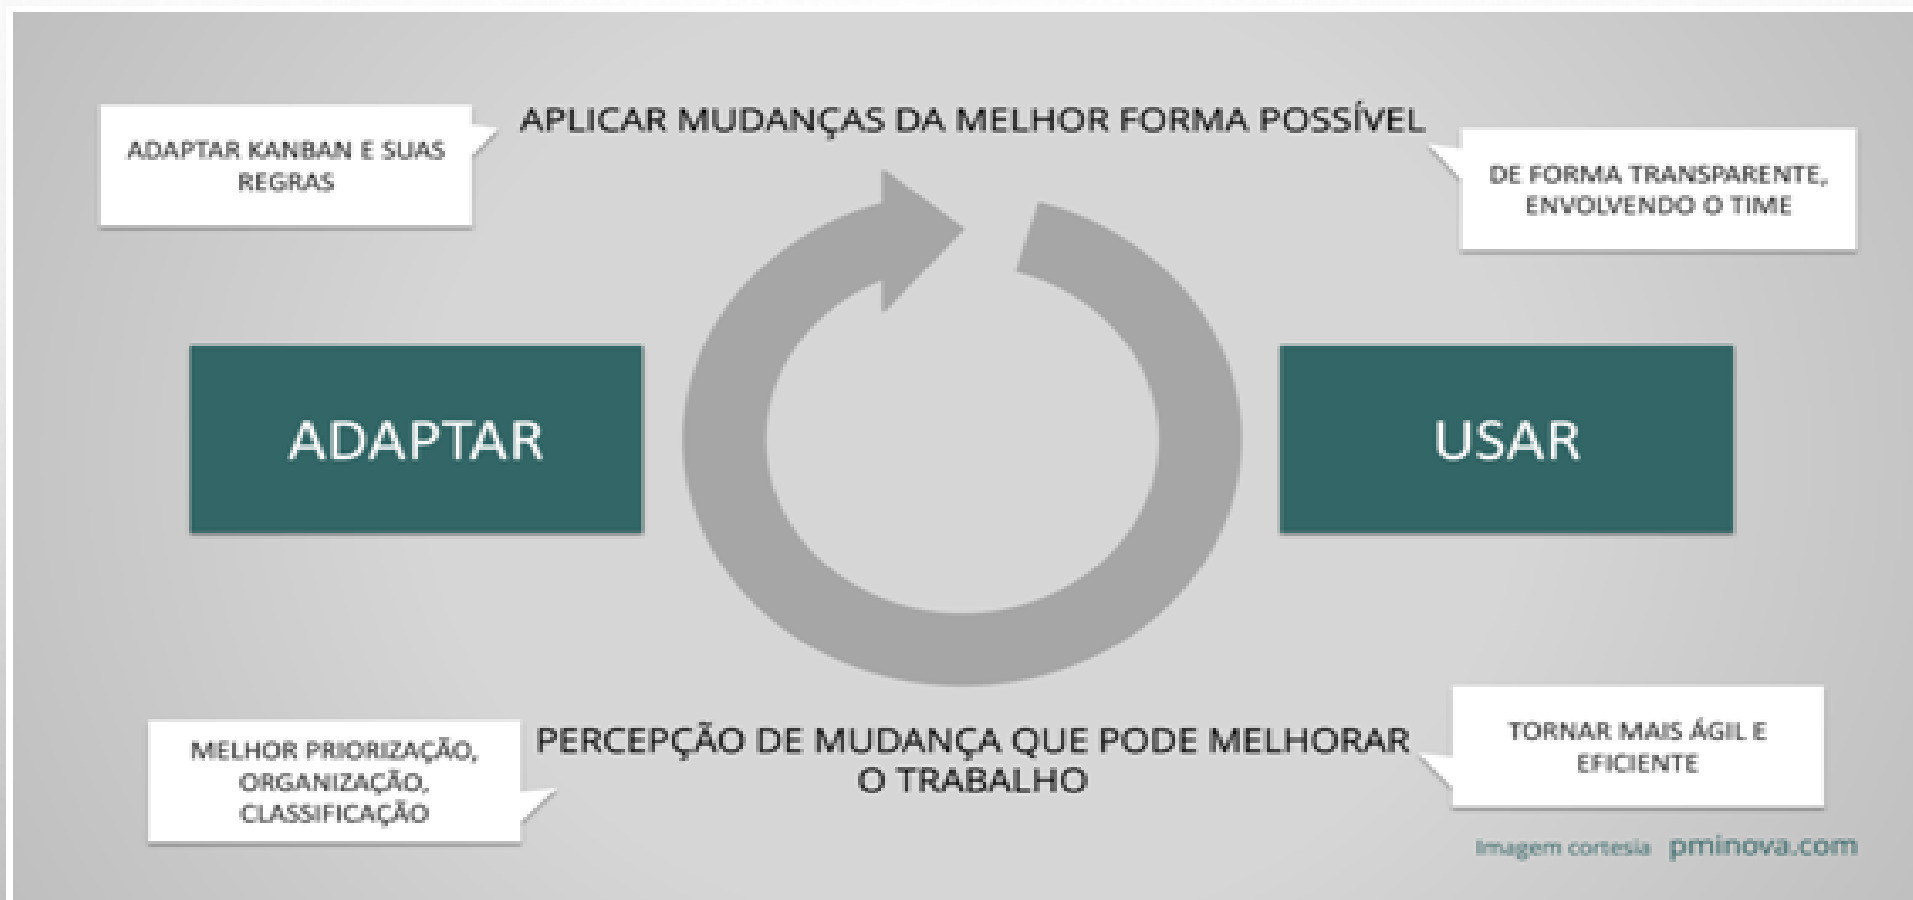 APLICAR MUDANÇAS DA MELHOR FORMA POSSÍVEL
ADAPTAR KANBAN E SUAS
REGRAS
DE FORMA TRANSPARENTE,
ENVOLVENDO O TIME
ADAPTAR
USAR
PERCEPÇÃO DE MUDANÇA QUE PODE MELHORAR
O TRABALHO
MELHOR PRIORIZAÇÃO,
ORGANIZAÇÃO,
CLASSIFICAÇÃO
TORNAR MAIS ÁGIL E
EFICIENTE
Imagem cortesia pminova.com